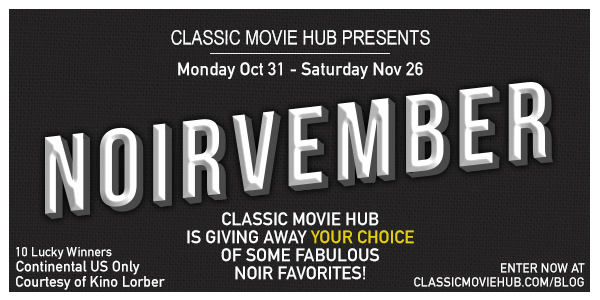 CLASSIC MOVIE HUB PRESENTS
Monday Oct 31 - Saturday Nov 26
NOIRVEMBER
CLASSIC MOVIE HUB
IS GIVING AWAY YOUR CHOICE
OF SOME FABULOUS
NOIR FAVORITES!
10 Lucky Winners
Continental US Only
Courtesy of Kino Lorber
ENTER NOW AT
CLASSICMOVIEHUB.COM/BLOG